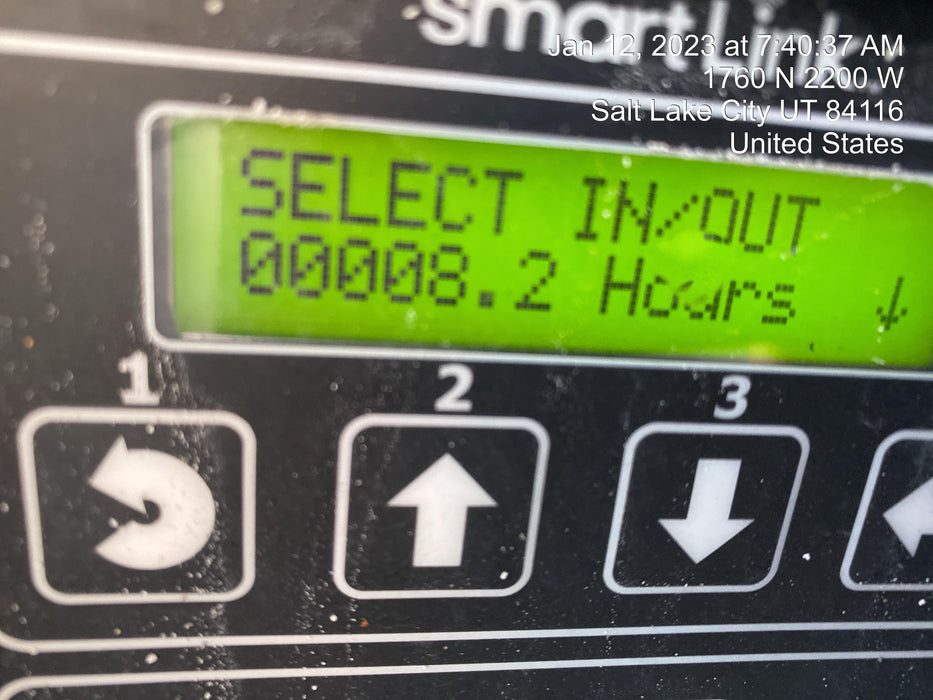 smartLink
Jan 12, 2023 at 7:40:37 AM
1760 N 2200 W
Salt Lake City UT 84116
United States
SELECT IN/OUT
00008.2 Hours ↓
1 2 3